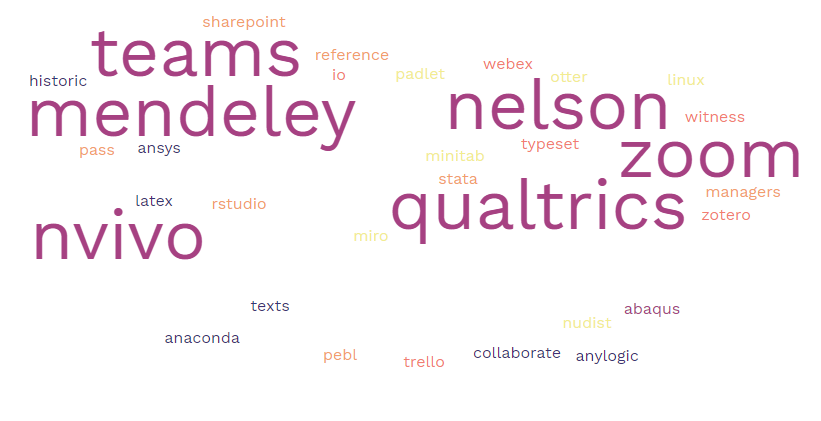 sharepoint
teams
reference
webex
io
padlet
otter
linux
historic
mendeley
nelson
witness
pass
ansys
typeset
minitab
zoom
stata
managers
latex
rstudio
qualtrics
zotero
nvivo
miro
texts
abaqus
nudist
anaconda
pebl
trello
collaborate
anylogic